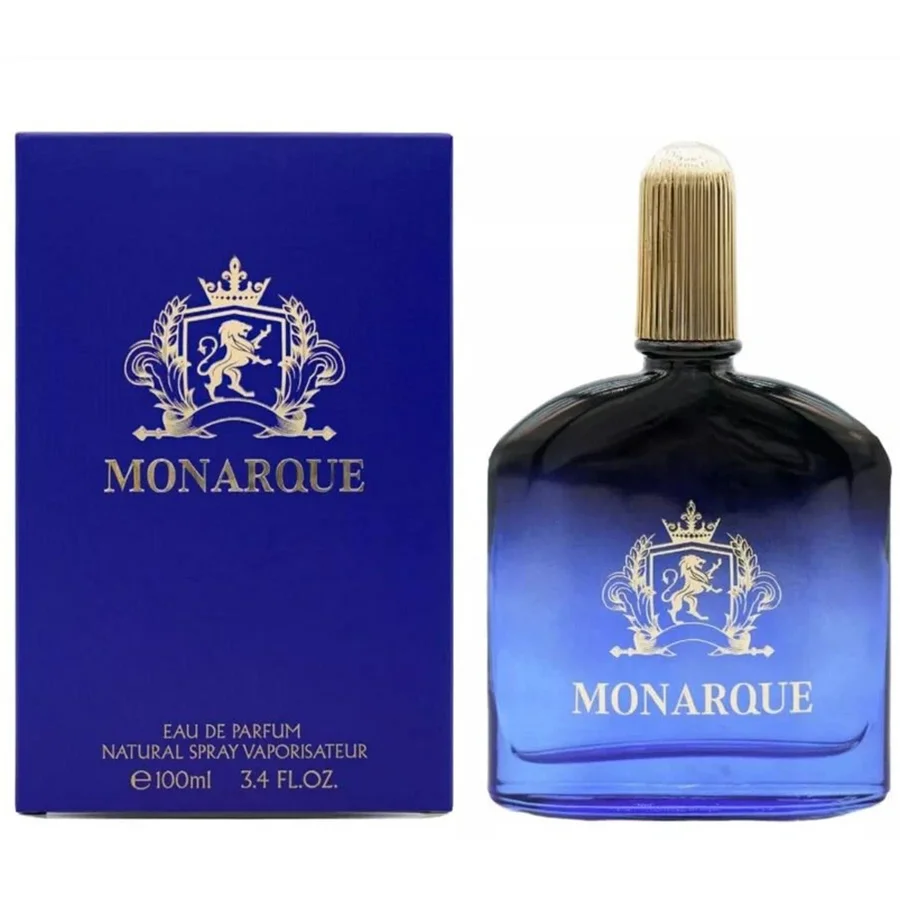 MONARQUE
EAU DE PARFUM
NATURAL SPRAY VAPORISATEUR
℮100ml 3.4 FL.OZ.
MONARQUE